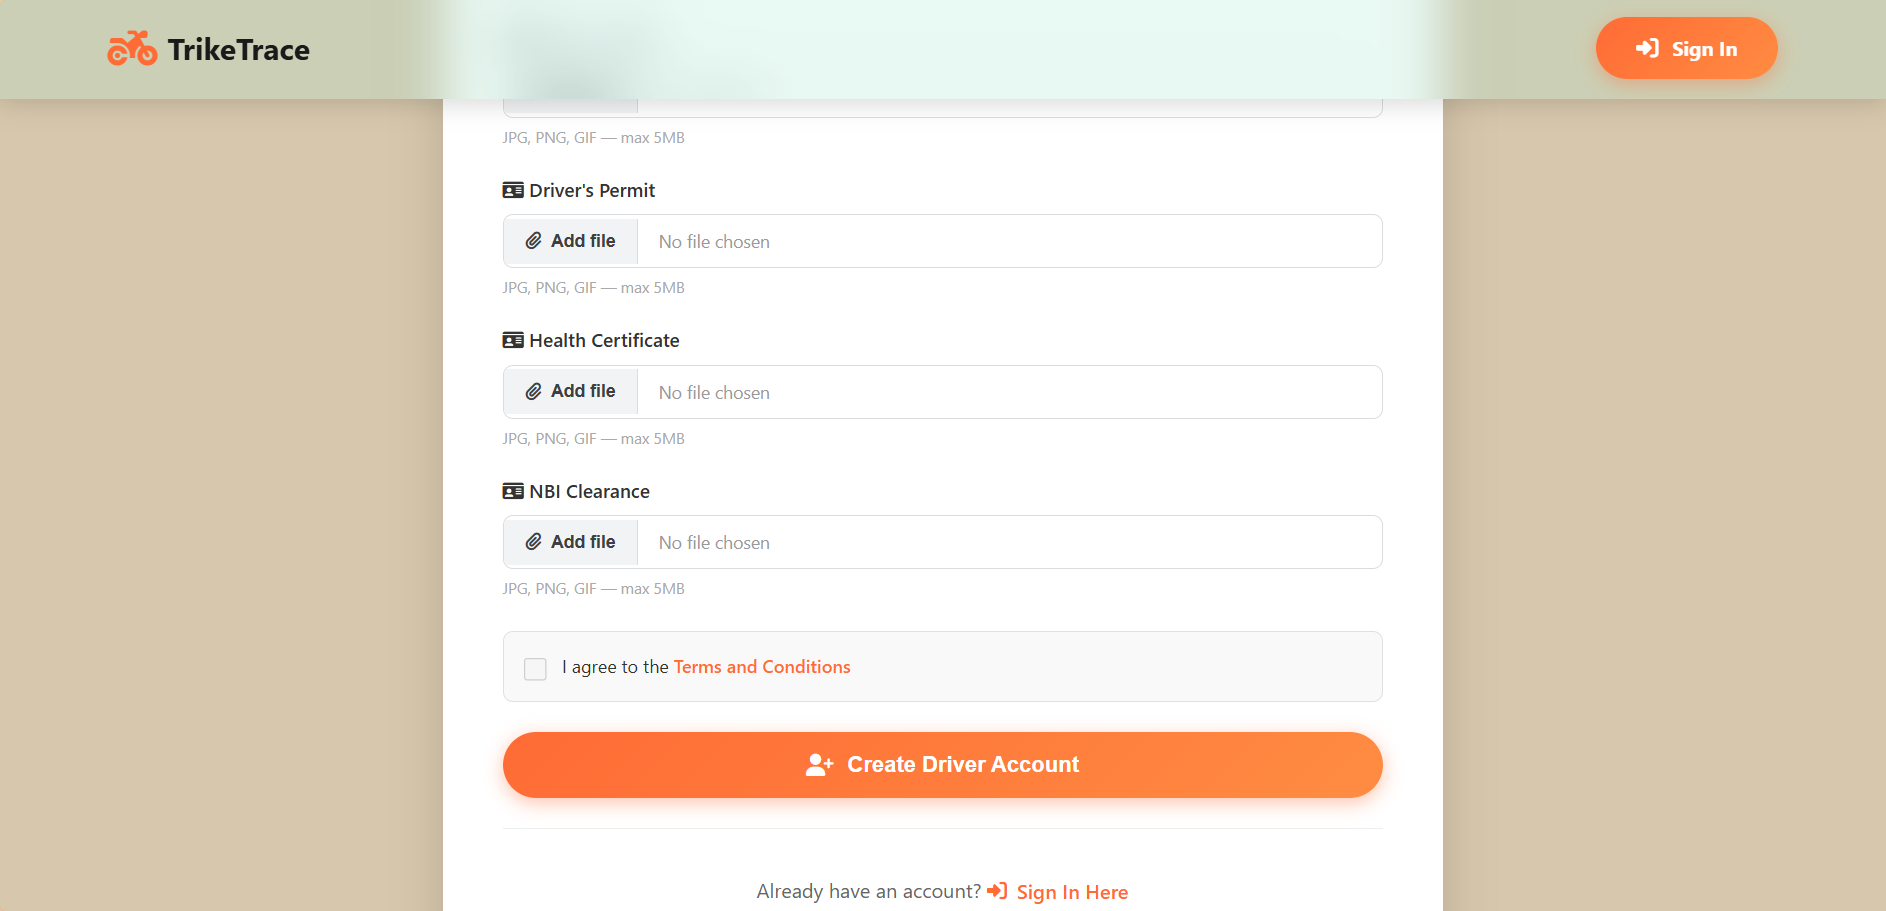 TrikeTrace
Sign In
JPG, PNG, GIF — max 5MB
Driver's Permit
Add file
No file chosen
JPG, PNG, GIF — max 5MB
Health Certificate
Add file
No file chosen
JPG, PNG, GIF — max 5MB
NBI Clearance
Add file
No file chosen
JPG, PNG, GIF — max 5MB
I agree to the Terms and Conditions
Create Driver Account
Already have an account? Sign In Here